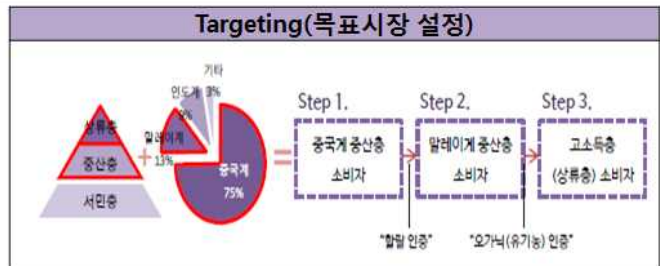 Targeting(목표시장 설정)
상류층
중산층
서민층
+
기타
3%
인도계
9%
말레이계
13%
중국계
75%
=
Step 1.
중국계 중산층
소비자
Step 2.
말레이계 중산층
소비자
Step 3.
고소득층
(상류층) 소비자
"할랄 인증"
"오가닉(유기농) 인증"